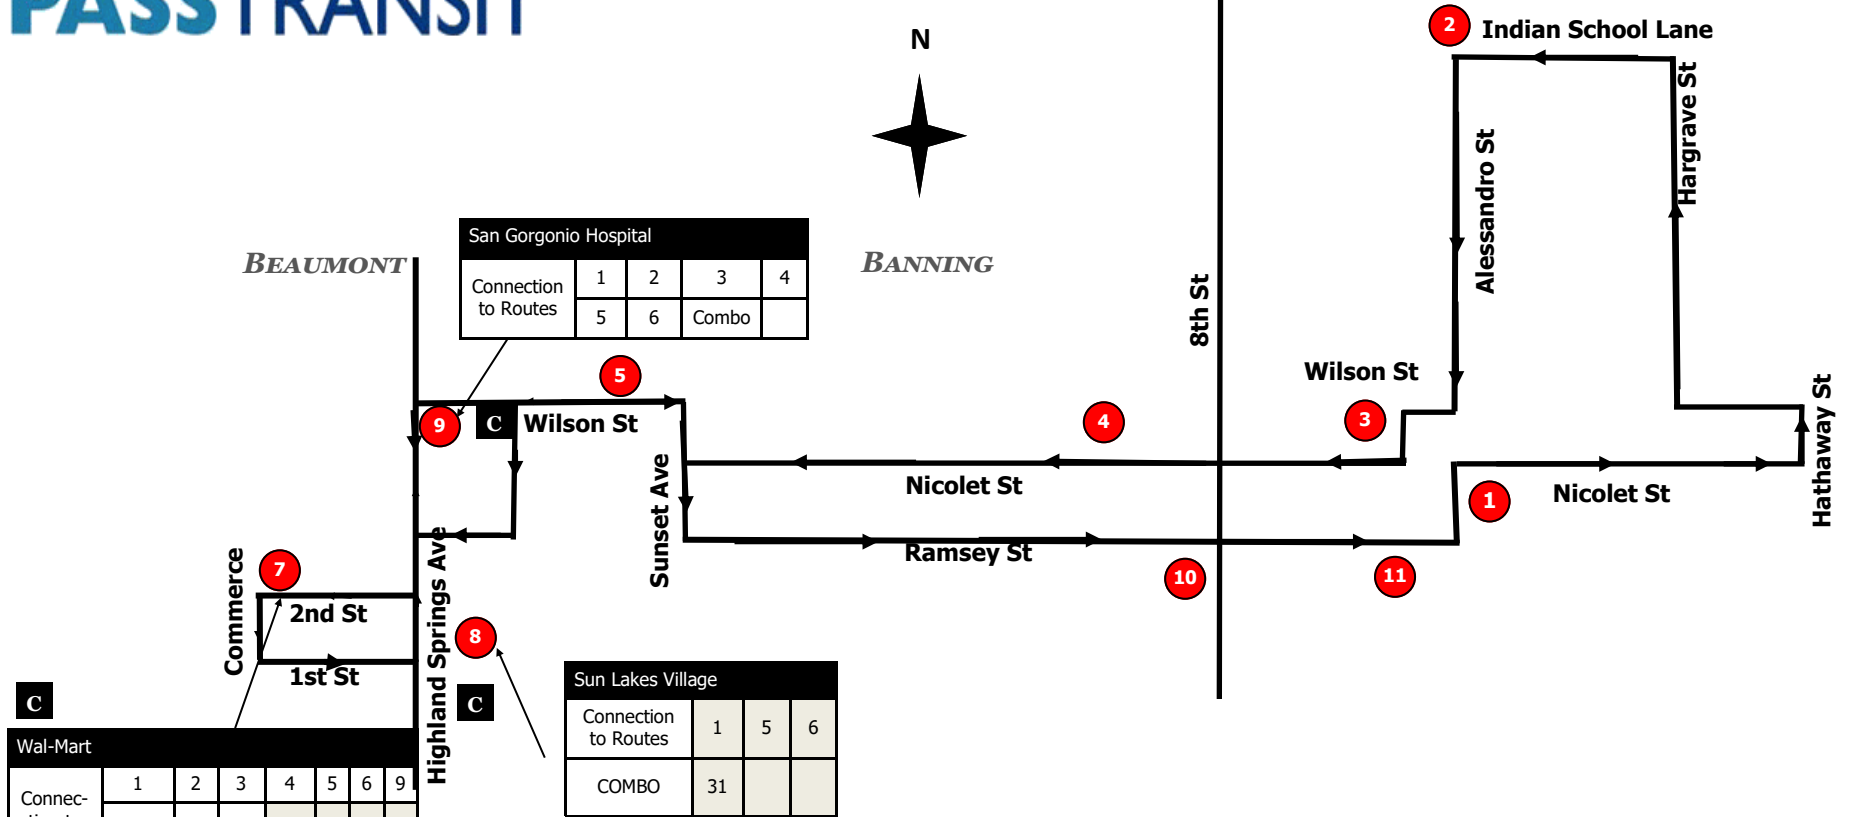 PASS TRANSIT
N
2
Indian School Lane
Hargrave St
Alessandro St
San Gorgonio Hospital
Connection
to Routes
1 2 3 4
5 6 Combo
BEAUMONT
BANNING
8th St
Wilson St
Hathaway St
5
9
C
Wilson St
4
3
Sunset Ave
Nicolet St
1
Nicolet St
Ramsey St
10
11
Commerce
7
2nd St
1st St
Highland Springs Ave
8
C
C
Sun Lakes Village
Connection
to Routes
1 5 6
COMBO 31
Wal-Mart
Connec-
1 2 3 4 5 6 9